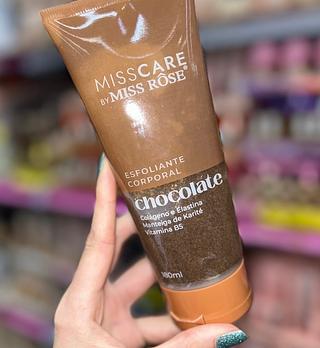 MISSCARE
BY MISS RÔSE®
ESFOLIANTE
CORPORAL
chocolate
Colágeno e Elastina
Manteiga de Karité
Vitamina B5
180ml